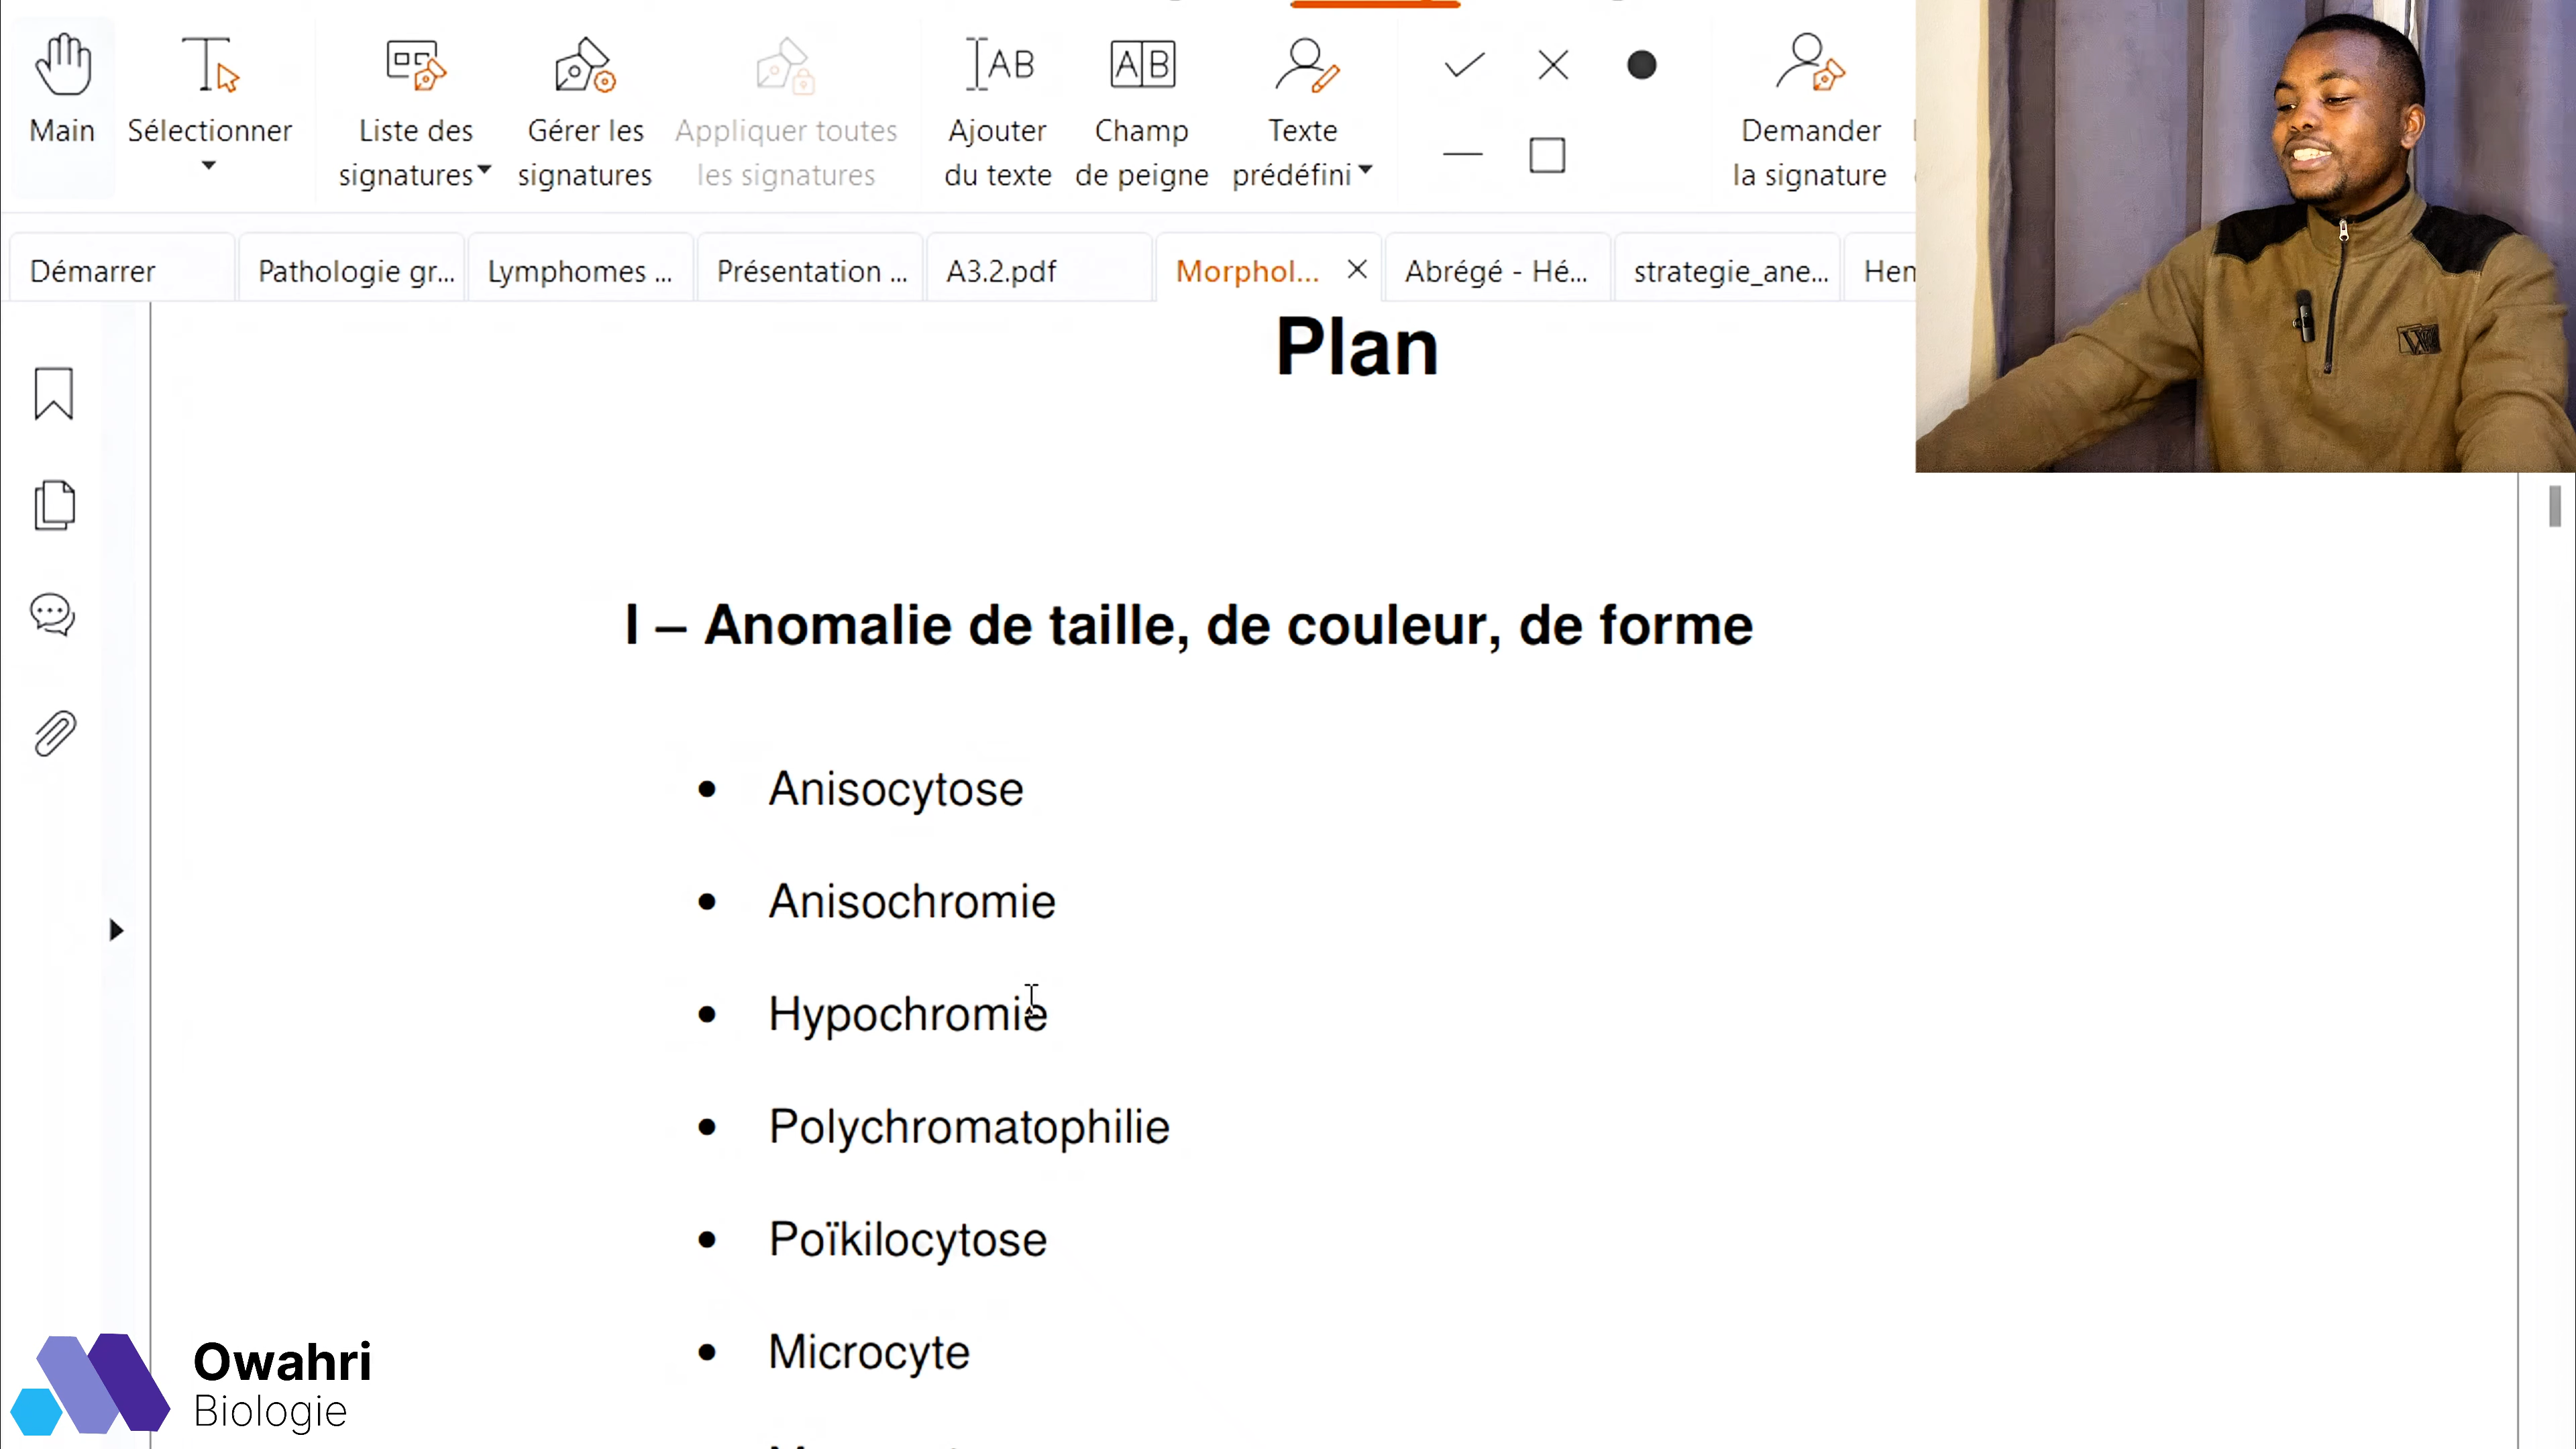 Main
Sélectionner
Liste des
signatures
Gérer les
signatures
Appliquer toutes
les signatures
AB
Ajouter
du texte
A|B
Champ
de peigne
Texte
prédéfini
Demander
la signature
Démarrer
Pathologie gr...
Lymphomes ...
Présentation ...
A3.2.pdf
Morphol...
Abrégé - Hé...
strategie_ane...
Hen
Plan
I – Anomalie de taille, de couleur, de forme
• Anisocytose
• Anisochromie
• Hypochromie
• Polychromatophilie
• Poïkilocytose
• Microcyte
Owahri
Biologie